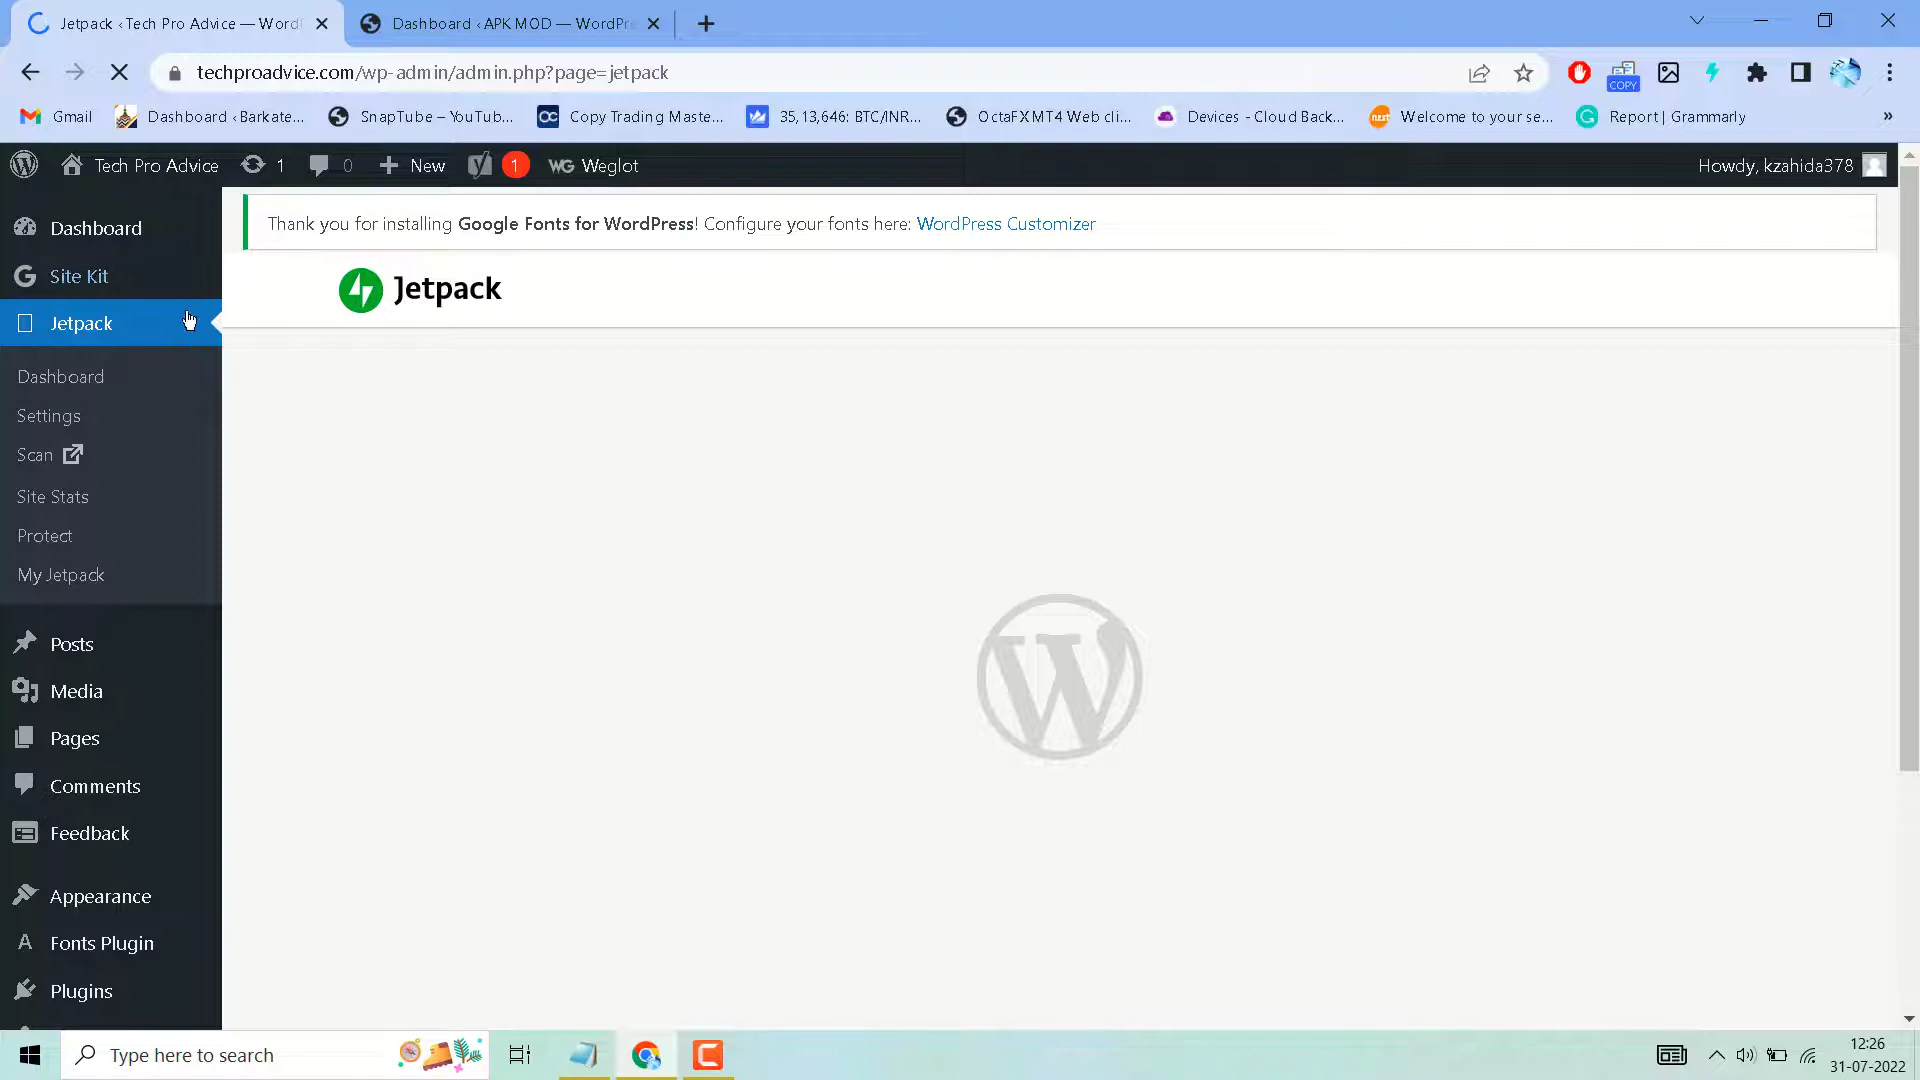 Jetpack ‹ Tech Pro Advice — Word
Dashboard ‹ APK MOD — WordPre
techproadvice.com/wp-admin/admin.php?page=jetpack
COPY
Gmail
Dashboard ‹ Barkate...
SnapTube – YouTub...
Copy Trading Maste...
35,13,646: BTC/INR...
OctaFX MT4 Web cli...
Devices - Cloud Back...
Welcome to your se...
Report | Grammarly
»
Tech Pro Advice
1
0
New
1
WG Weglot
Howdy, kzahida378
Dashboard
Site Kit
Jetpack
Dashboard
Settings
Scan
Site Stats
Protect
My Jetpack
Posts
Media
Pages
Comments
Feedback
Appearance
Fonts Plugin
Plugins
Thank you for installing Google Fonts for WordPress! Configure your fonts here: WordPress Customizer
Jetpack
Type here to search
12:26
31-07-2022